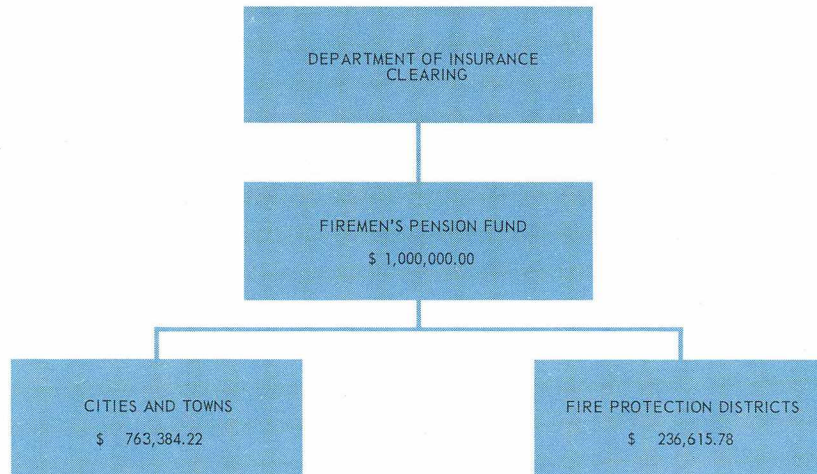 DEPARTMENT OF INSURANCE
CLEARING
FIREMEN'S PENSION FUND
$ 1,000,000.00
CITIES AND TOWNS
$ 763,384.22
FIRE PROTECTION DISTRICTS
$ 236,615.78